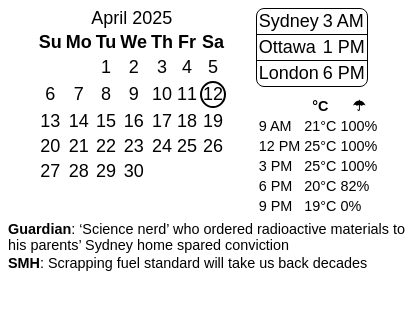 April 2025
Su Mo Tu We Th Fr Sa
1 2 3 4 5
6 7 8 9 10 11 12
13 14 15 16 17 18 19
20 21 22 23 24 25 26
27 28 29 30
Sydney 3 AM
Ottawa 1 PM
London 6 PM
°C ☂
9 AM 21°C 100%
12 PM 25°C 100%
3 PM 25°C 100%
6 PM 20°C 82%
9 PM 19°C 0%
Guardian: ‘Science nerd’ who ordered radioactive materials to
his parents’ Sydney home spared conviction
SMH: Scrapping fuel standard will take us back decades